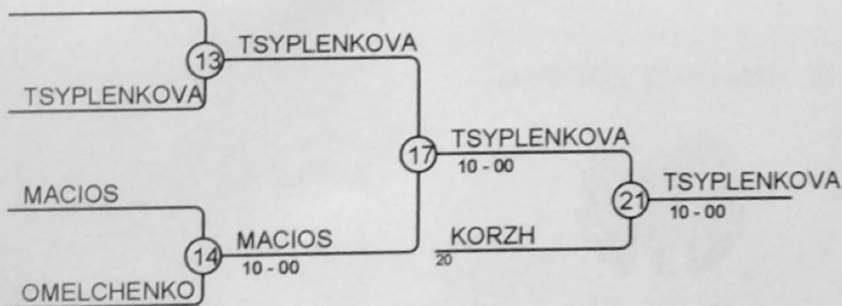 13
TSYPLENKOVA
TSYPLENKOVA
17
TSYPLENKOVA
10 - 00
21
TSYPLENKOVA
10 - 00
MACIOS
14
MACIOS
10 - 00
KORZH
20
OMELCHENKO